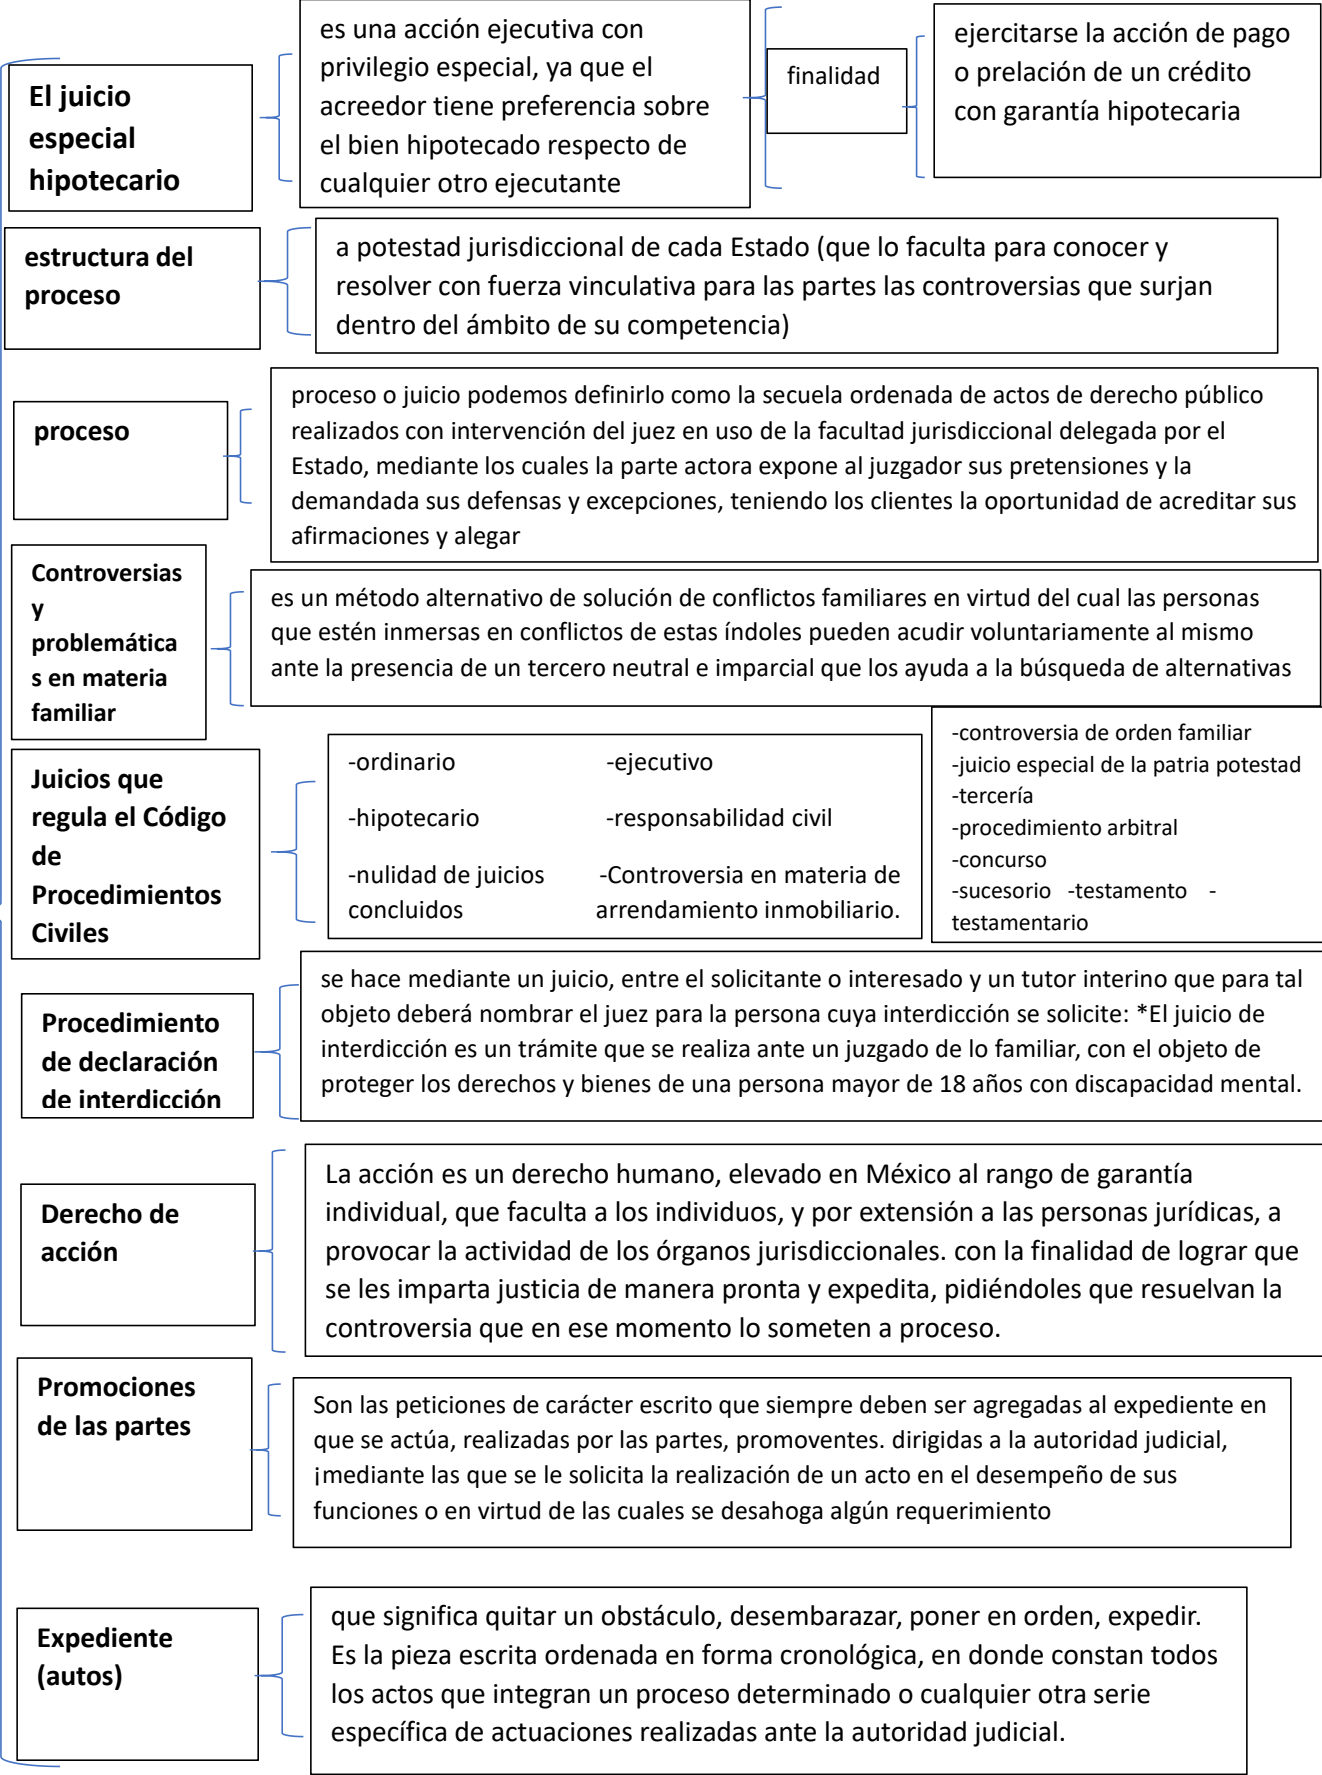 El juicio
especial
hipotecario
es una acción ejecutiva con
privilegio especial, ya que el
acreedor tiene preferencia sobre
el bien hipotecado respecto de
cualquier otro ejecutante
finalidad
ejercitarse la acción de pago
o prelación de un crédito
con garantía hipotecaria
estructura del
proceso
a potestad jurisdiccional de cada Estado (que lo faculta para conocer y
resolver con fuerza vinculativa para las partes las controversias que surjan
dentro del ámbito de su competencia)
proceso
proceso o juicio podemos definirlo como la secuela ordenada de actos de derecho público
realizados con intervención del juez en uso de la facultad jurisdiccional delegada por el
Estado, mediante los cuales la parte actora expone al juzgador sus pretensiones y la
demandada sus defensas y excepciones, teniendo los clientes la oportunidad de acreditar sus
afirmaciones y alegar
Controversias
y
problemática
s en materia
familiar
es un método alternativo de solución de conflictos familiares en virtud del cual las personas
que estén inmersas en conflictos de estas índoles pueden acudir voluntariamente al mismo
ante la presencia de un tercero neutral e imparcial que los ayuda a la búsqueda de alternativas
Juicios que
regula el Código
de
Procedimientos
Civiles
-ordinario -ejecutivo
-hipotecario -responsabilidad civil
-nulidad de juicios -Controversia en materia de
concluidos arrendamiento inmobiliario.
-controversia de orden familiar
-juicio especial de la patria potestad
-tercería
-procedimiento arbitral
-concurso
-sucesorio -testamento -
testamentario
Procedimiento
de declaración
de interdicción
se hace mediante un juicio, entre el solicitante o interesado y un tutor interino que para tal
objeto deberá nombrar el juez para la persona cuya interdicción se solicite: *El juicio de
interdicción es un trámite que se realiza ante un juzgado de lo familiar, con el objeto de
proteger los derechos y bienes de una persona mayor de 18 años con discapacidad mental.
Derecho de
acción
La acción es un derecho humano, elevado en México al rango de garantía
individual, que faculta a los individuos, y por extensión a las personas jurídicas, a
provocar la actividad de los órganos jurisdiccionales. con la finalidad de lograr que
se les imparta justicia de manera pronta y expedita, pidiéndoles que resuelvan la
controversia que en ese momento lo someten a proceso.
Promociones
de las partes
Son las peticiones de carácter escrito que siempre deben ser agregadas al expediente en
que se actúa, realizadas por las partes, promoventes. dirigidas a la autoridad judicial,
¡mediante las que se le solicita la realización de un acto en el desempeño de sus
funciones o en virtud de las cuales se desahoga algún requerimiento
Expediente
(autos)
que significa quitar un obstáculo, desembarazar, poner en orden, expedir.
Es la pieza escrita ordenada en forma cronológica, en donde constan todos
los actos que integran un proceso determinado o cualquier otra serie
específica de actuaciones realizadas ante la autoridad judicial.